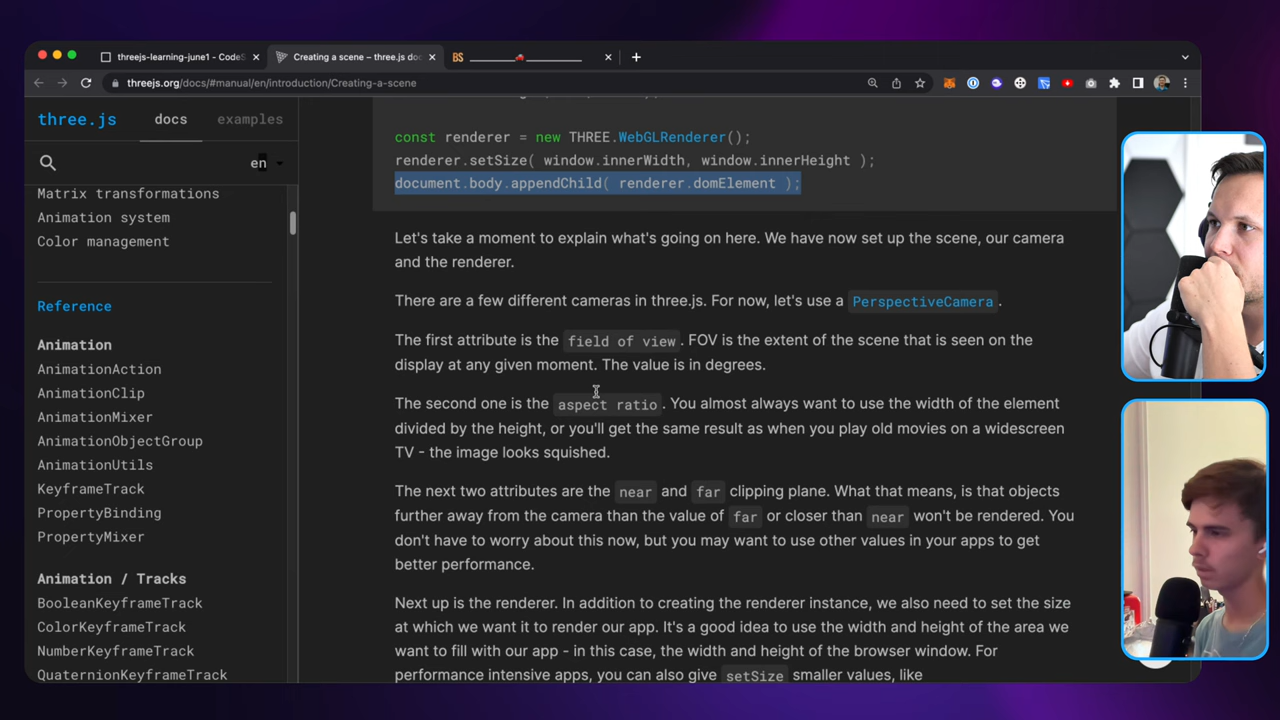 threejs-learning-june1 - CodeS
Creating a scene – three.js doc
BS
threejs.org/docs/#manual/en/introduction/Creating-a-scene
three.js
docs
examples
en
Matrix transformations
Animation system
Color management
Reference
Animation
AnimationAction
AnimationClip
AnimationMixer
AnimationObjectGroup
AnimationUtils
KeyframeTrack
PropertyBinding
PropertyMixer
Animation / Tracks
BooleanKeyframeTrack
ColorKeyframeTrack
NumberKeyframeTrack
QuaternionKeyframeTrack
const renderer = new THREE.WebGLRenderer();
renderer.setSize( window.innerWidth, window.innerHeight );
document.body.appendChild( renderer.domElement );
Let's take a moment to explain what's going on here. We have now set up the scene, our camera
and the renderer.
There are a few different cameras in three.js. For now, let's use a PerspectiveCamera.
The first attribute is the field of view. FOV is the extent of the scene that is seen on the
display at any given moment. The value is in degrees.
The second one is the aspect ratio. You almost always want to use the width of the element
divided by the height, or you'll get the same result as when you play old movies on a widescreen
TV - the image looks squished.
The next two attributes are the near and far clipping plane. What that means, is that objects
further away from the camera than the value of far or closer than near won't be rendered. You
don't have to worry about this now, but you may want to use other values in your apps to get
better performance.
Next up is the renderer. In addition to creating the renderer instance, we also need to set the size
at which we want it to render our app. It's a good idea to use the width and height of the area we
want to fill with our app - in this case, the width and height of the browser window. For
performance intensive apps, you can also give setSize smaller values, like